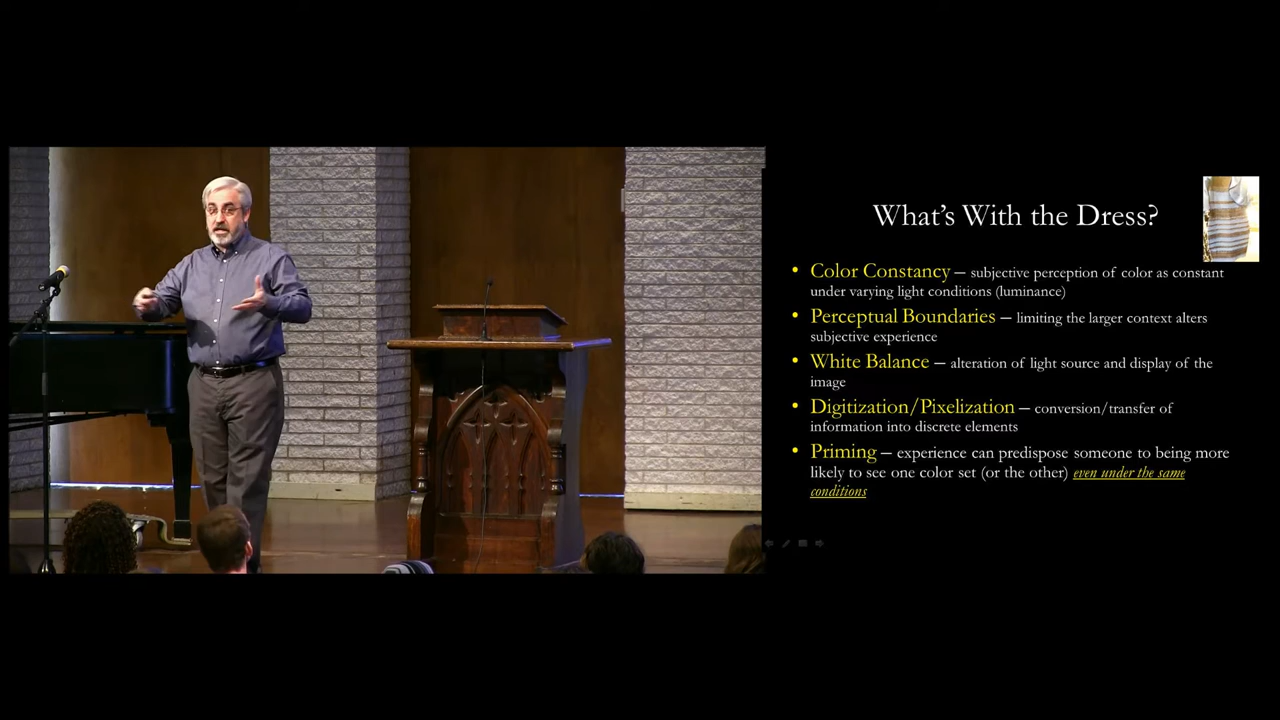 What's With the Dress?
• Color Constancy – subjective perception of color as constant
under varying light conditions (luminance)
• Perceptual Boundaries – limiting the larger context alters
subjective experience
• White Balance – alteration of light source and display of the
image
• Digitization/Pixelization – conversion/transfer of
information into discrete elements
• Priming – experience can predispose someone to being more
likely to see one color set (or the other) even under the same
conditions